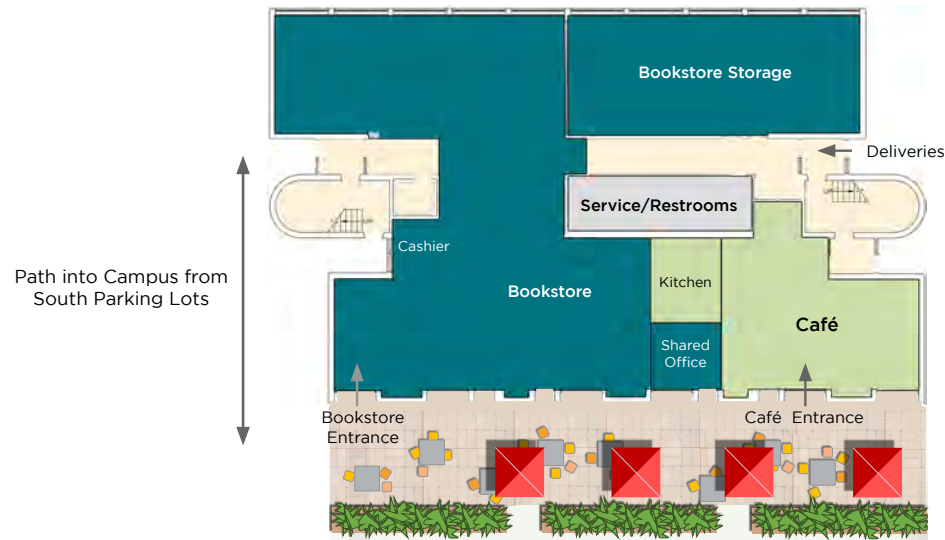 Bookstore Storage
Deliveries
Service/Restrooms
Cashier
Path into Campus from
South Parking Lots
Bookstore
Kitchen
Café
Shared
Office
Bookstore
Entrance
Café Entrance